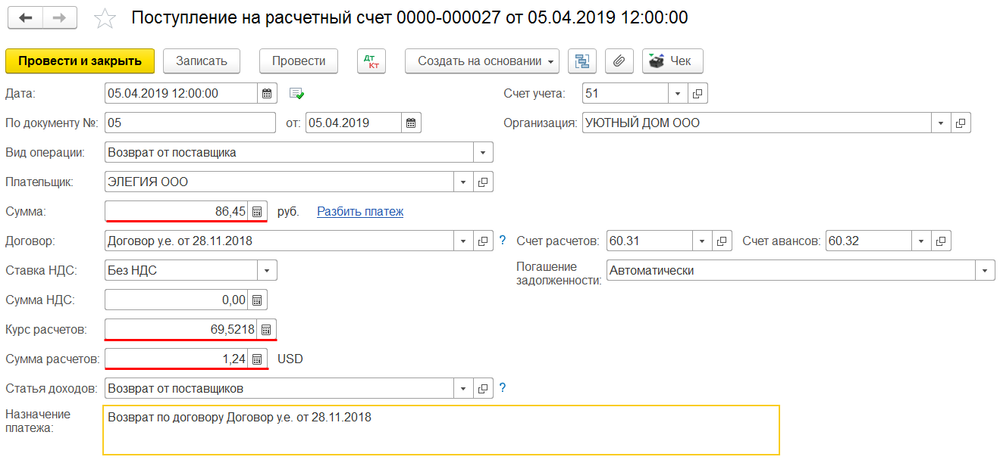 Поступление на расчетный счет 0000-000027 от 05.04.2019 12:00:00
Провести и закрыть Записать Провести Дт Кт Создать на основании Чек
Дата: 05.04.2019 12:00:00 Счет учета: 51
По документу №: 05 от: 05.04.2019 Организация: УЮТНЫЙ ДОМ ООО
Вид операции: Возврат от поставщика
Плательщик: ЭЛЕГИЯ ООО
Сумма: 86,45 руб. Разбить платеж
Договор: Договор у.е. от 28.11.2018 ? Счет расчетов: 60.31 Счет авансов: 60.32
Ставка НДС: Без НДС Погашение задолженности: Автоматически
Сумма НДС: 0,00
Курс расчетов: 69,5218
Сумма расчетов: 1,24 USD
Статья доходов: Возврат от поставщиков ?
Назначение платежа: Возврат по договору Договор у.е. от 28.11.2018